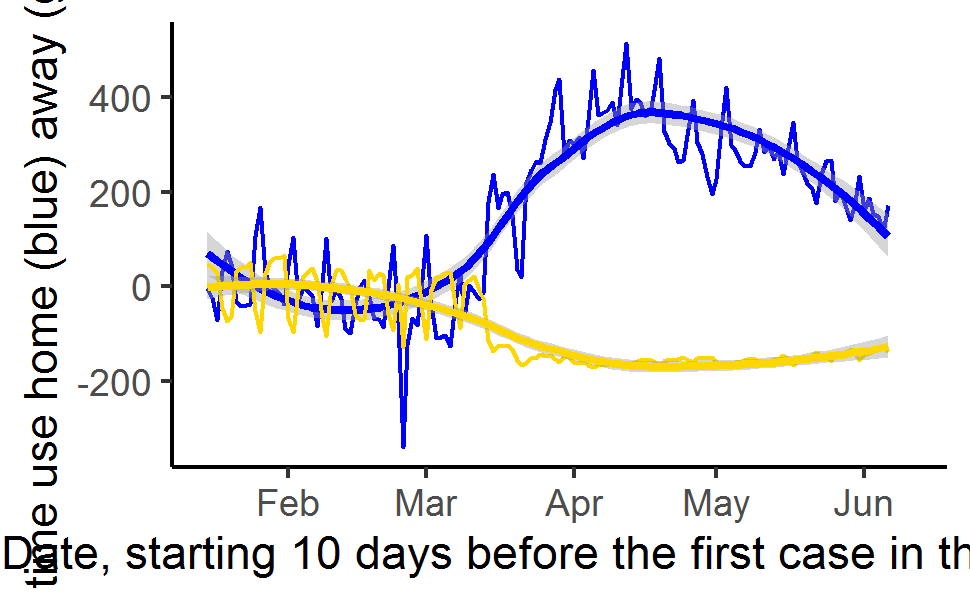 time use home (blue) away (
400
200
0
-200
Feb Mar Apr May Jun
Date, starting 10 days before the first case in th